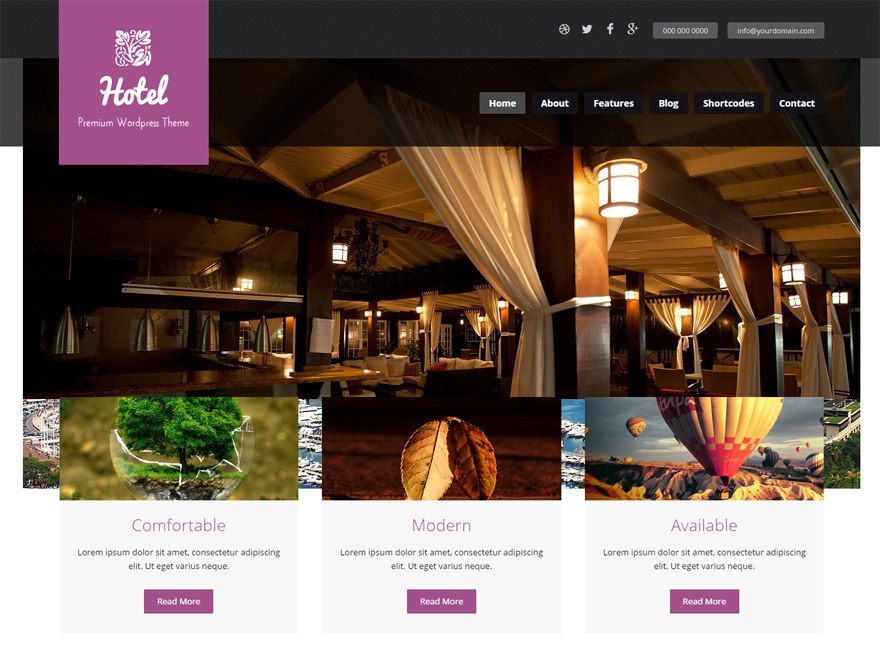 000 000 0000
info@yourdomain.com
Hotel
Premium Wordpress Theme
Home
About
Features
Blog
Shortcodes
Contact
Comfortable
Lorem ipsum dolor sit amet, consectetur adipiscing
elit. Ut eget varius neque.
Read More
Modern
Lorem ipsum dolor sit amet, consectetur adipiscing
elit. Ut eget varius neque.
Read More
Available
Lorem ipsum dolor sit amet, consectetur adipiscing
elit. Ut eget varius neque.
Read More